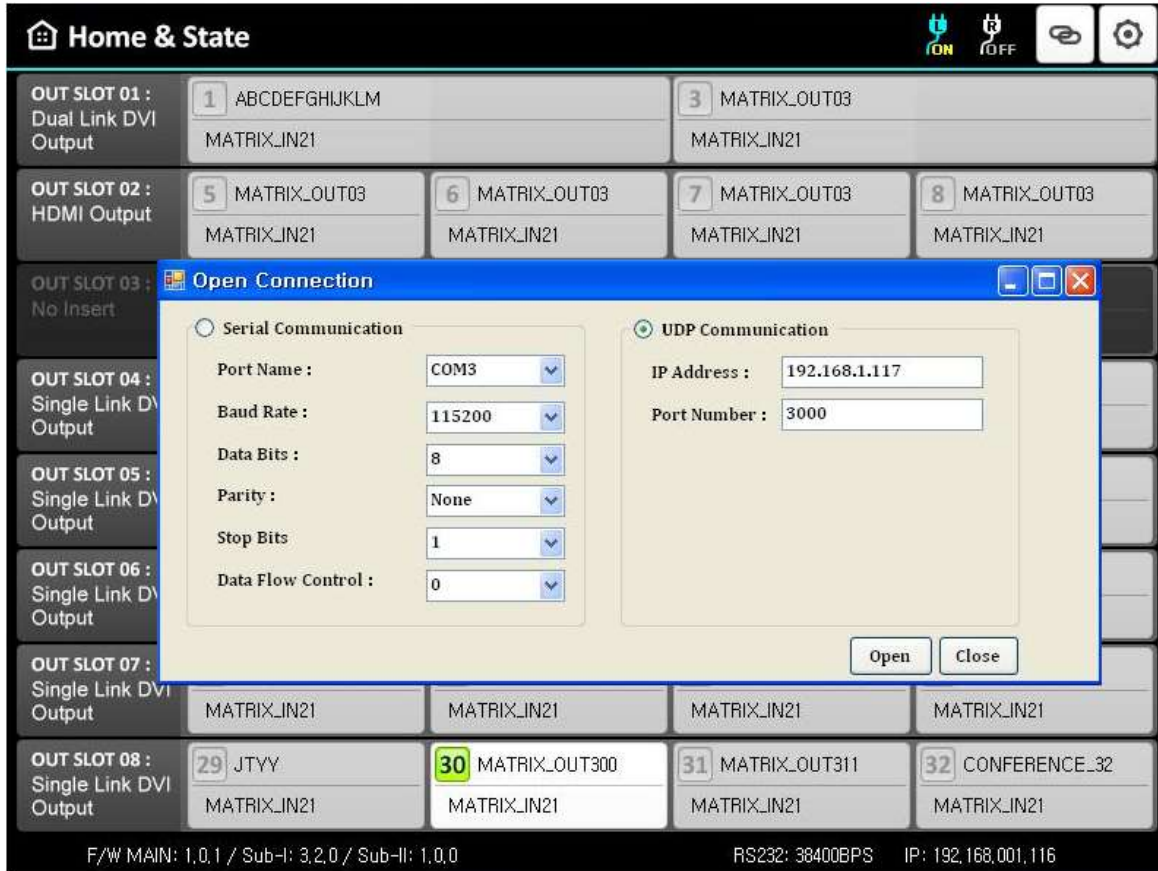 Home & State
L
ON
R
OFF
OUT SLOT 01 :
Dual Link DVI
Output
1 ABCDEFGHIJKLM
MATRIX_IN21
3 MATRIX_OUT03
MATRIX_IN21
OUT SLOT 02 :
HDMI Output
5 MATRIX_OUT03
MATRIX_IN21
6 MATRIX_OUT03
MATRIX_IN21
7 MATRIX_OUT03
MATRIX_IN21
8 MATRIX_OUT03
MATRIX_IN21
OUT SLOT 03 :
No Insert
Open Connection
Serial Communication
Port Name : COM3
Baud Rate : 115200
Data Bits : 8
Parity : None
Stop Bits 1
Data Flow Control : 0
UDP Communication
IP Address : 192.168.1.117
Port Number : 3000
Open
Close
OUT SLOT 04 :
Single Link
Output
OUT SLOT 05 :
Single Link
Output
OUT SLOT 06 :
Single Link
Output
OUT SLOT 07 :
Single Link DVI
Output
MATRIX_IN21
MATRIX_IN21
MATRIX_IN21
MATRIX_IN21
OUT SLOT 08 :
Single Link DVI
Output
29 JTYY
MATRIX_IN21
30 MATRIX_OUT300
MATRIX_IN21
31 MATRIX_OUT311
MATRIX_IN21
32 CONFERENCE_32
MATRIX_IN21
F/W MAIN: 1,0,1 / Sub-I: 3,2,0 / Sub-II: 1,0,0
RS232: 38400BPS
IP: 192,168,001,116